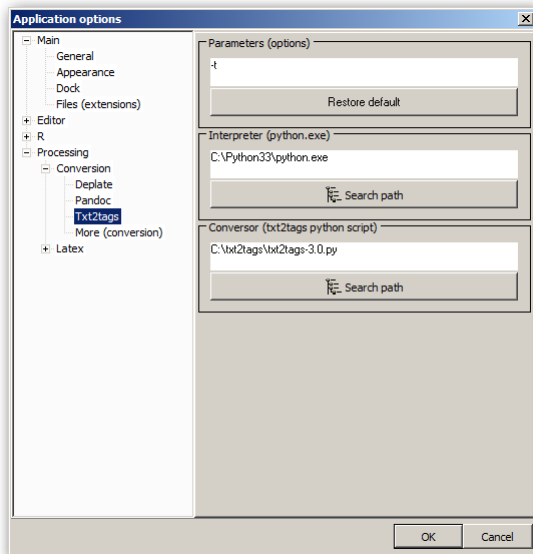 Application options
Main
General
Appearance
Dock
Files (extensions)
Editor
R
Processing
Conversion
Deplate
Pandoc
Txt2tags
More (conversion)
Latex
Parameters (options)
-t
Restore default
Interpreter (python.exe)
C:\Python33\python.exe
Search path
Conversor (txt2tags python script)
C:\txt2tags\txt2tags-3.0.py
Search path
OK
Cancel